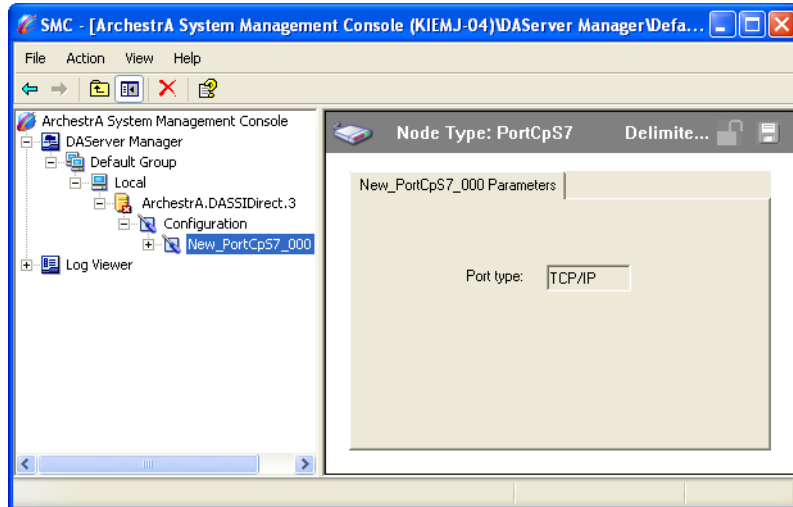 SMC - [ArchestrA System Management Console (KIEMJ-04)\DAServer Manager\Defa...
File Action View Help
ArchestrA System Management Console
DAServer Manager
Default Group
Local
ArchestrA.DASSIDirect.3
Configuration
New_PortCpS7_000
Log Viewer
Node Type: PortCpS7 Delimite...
New_PortCpS7_000 Parameters
Port type: TCP/IP